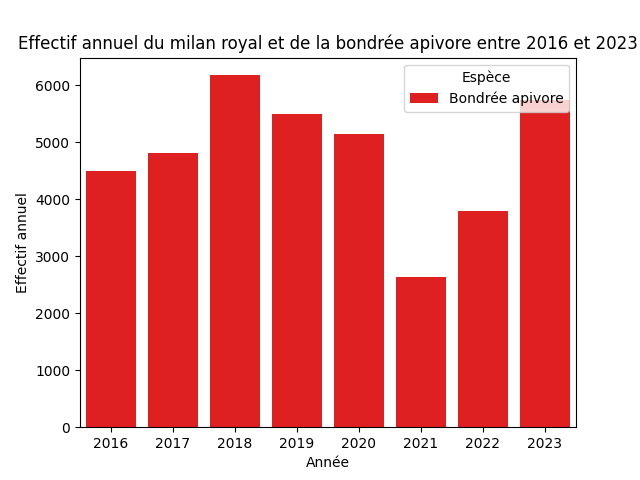 Effectif annuel du milan royal et de la bondrée apivore entre 2016 et 2023
Espèce
Bondrée apivore
6000
5000
4000
3000
2000
1000
0
Effectif annuel
2016 2017 2018 2019 2020 2021 2022 2023
Année